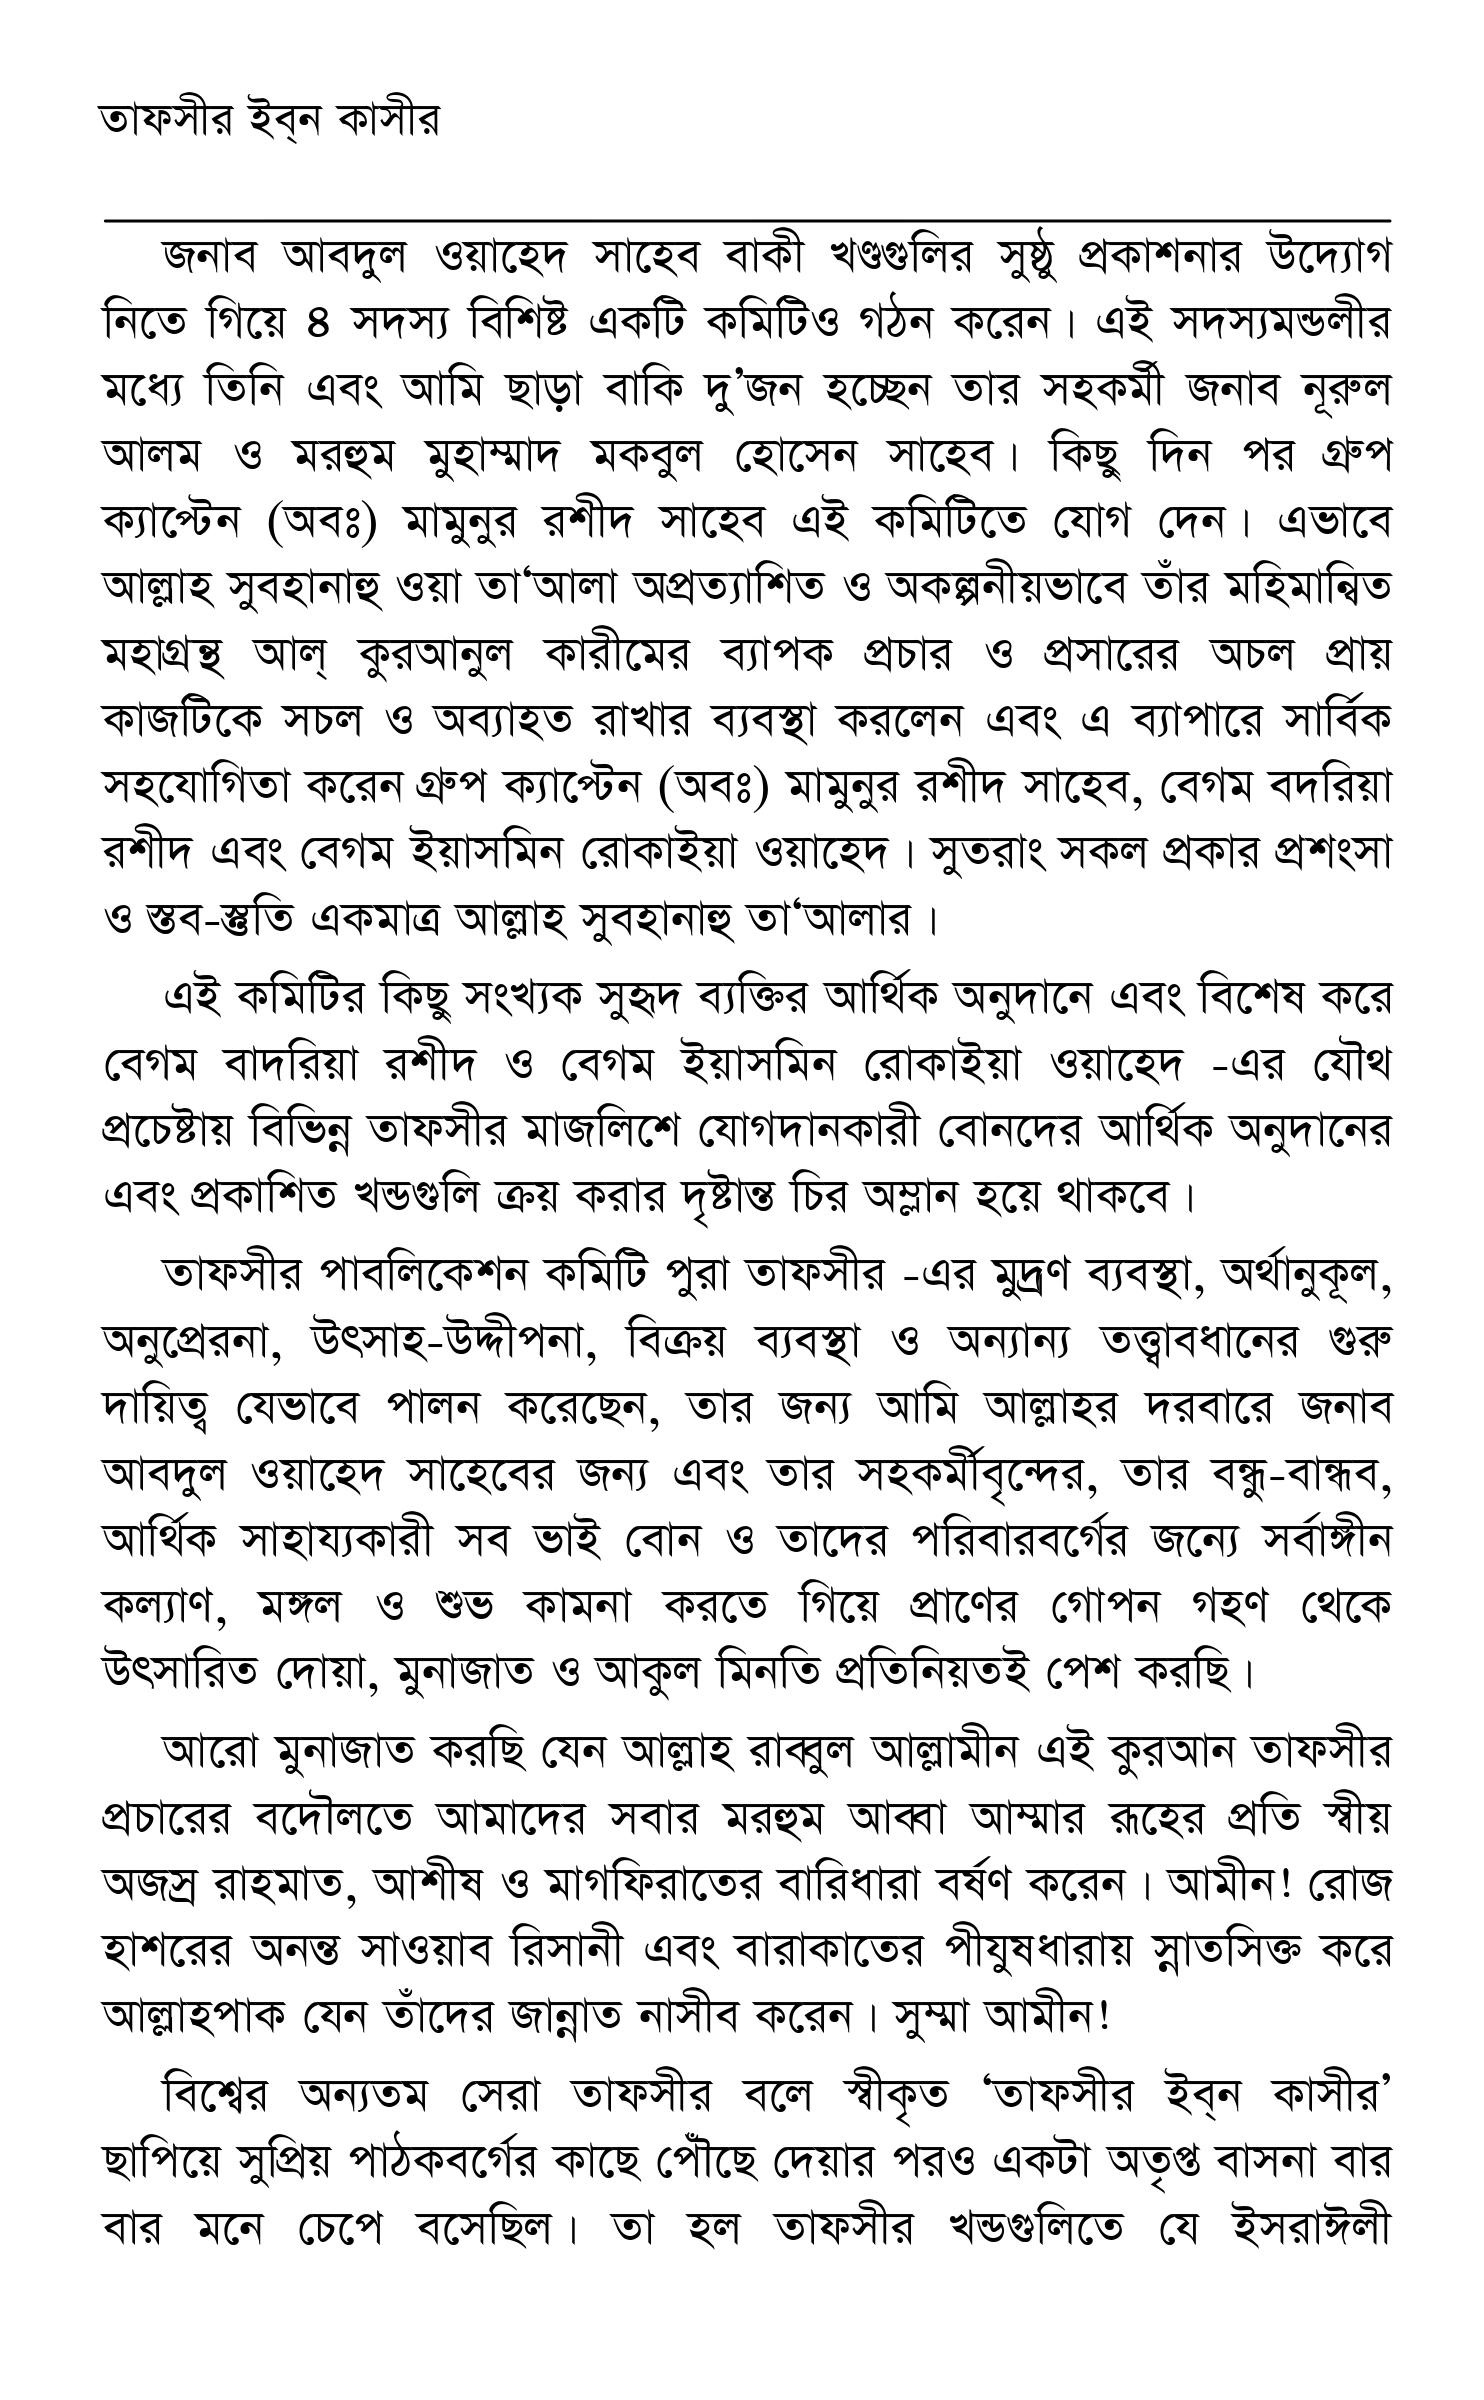 তাফসীর ইব্‌ন কাসীর
জনাব আবদুল ওয়াহেদ সাহেব বাকী খণ্ডগুলির সুষ্ঠু প্রকাশনার উদ্যোগ
নিতে গিয়ে ৪ সদস্য বিশিষ্ট একটি কমিটিও গঠন করেন। এই সদস্যমন্ডলীর
মধ্যে তিনি এবং আমি ছাড়া বাকি দু’জন হচ্ছেন তার সহকর্মী জনাব নূরুল
আলম ও মরহুম মুহাম্মাদ মকবুল হোসেন সাহেব। কিছু দিন পর গ্রুপ
ক্যাপ্টেন (অবঃ) মামুনুর রশীদ সাহেব এই কমিটিতে যোগ দেন। এভাবে
আল্লাহ সুবহানাহু ওয়া তা‘আলা অপ্রত্যাশিত ও অকল্পনীয়ভাবে তাঁর মহিমান্বিত
মহাগ্রন্থ আল্ কুরআনুল কারীমের ব্যাপক প্রচার ও প্রসারের অচল প্রায়
কাজটিকে সচল ও অব্যাহত রাখার ব্যবস্থা করলেন এবং এ ব্যাপারে সার্বিক
সহযোগিতা করেন গ্রুপ ক্যাপ্টেন (অবঃ) মামুনুর রশীদ সাহেব, বেগম বদরিয়া
রশীদ এবং বেগম ইয়াসমিন রোকাইয়া ওয়াহেদ। সুতরাং সকল প্রকার প্রশংসা
ও স্তব-স্তুতি একমাত্র আল্লাহ সুবহানাহু তা‘আলার।
এই কমিটির কিছু সংখ্যক সুহৃদ ব্যক্তির আর্থিক অনুদানে এবং বিশেষ করে
বেগম বাদরিয়া রশীদ ও বেগম ইয়াসমিন রোকাইয়া ওয়াহেদ -এর যৌথ
প্রচেষ্টায় বিভিন্ন তাফসীর মাজলিশে যোগদানকারী বোনদের আর্থিক অনুদানের
এবং প্রকাশিত খন্ডগুলি ক্রয় করার দৃষ্টান্ত চির অম্লান হয়ে থাকবে।
তাফসীর পাবলিকেশন কমিটি পুরা তাফসীর -এর মুদ্রণ ব্যবস্থা, অর্থানুকূল,
অনুপ্রেরনা, উৎসাহ-উদ্দীপনা, বিক্রয় ব্যবস্থা ও অন্যান্য তত্ত্বাবধানের গুরু
দায়িত্ব যেভাবে পালন করেছেন, তার জন্য আমি আল্লাহর দরবারে জনাব
আবদুল ওয়াহেদ সাহেবের জন্য এবং তার সহকর্মীবৃন্দের, তার বন্ধু-বান্ধব,
আর্থিক সাহায্যকারী সব ভাই বোন ও তাদের পরিবারবর্গের জন্যে সর্বাঙ্গীন
কল্যাণ, মঙ্গল ও শুভ কামনা করতে গিয়ে প্রাণের গোপন গহণ থেকে
উৎসারিত দোয়া, মুনাজাত ও আকুল মিনতি প্রতিনিয়তই পেশ করছি।
আরো মুনাজাত করছি যেন আল্লাহ রাব্বুল আল্লামীন এই কুরআন তাফসীর
প্রচারের বদৌলতে আমাদের সবার মরহুম আব্বা আম্মার রূহের প্রতি স্বীয়
অজস্র রাহমাত, আশীষ ও মাগফিরাতের বারিধারা বর্ষণ করেন। আমীন! রোজ
হাশরের অনন্ত সাওয়াব রিসানী এবং বারাকাতের পীযুষধারায় স্নাতসিক্ত করে
আল্লাহপাক যেন তাঁদের জান্নাত নাসীব করেন। সুম্মা আমীন!
বিশ্বের অন্যতম সেরা তাফসীর বলে স্বীকৃত ‘তাফসীর ইব্‌ন কাসীর’
ছাপিয়ে সুপ্রিয় পাঠকবর্গের কাছে পৌঁছে দেয়ার পরও একটা অতৃপ্ত বাসনা বার
বার মনে চেপে বসেছিল। তা হল তাফসীর খন্ডগুলিতে যে ইসরাঈলী